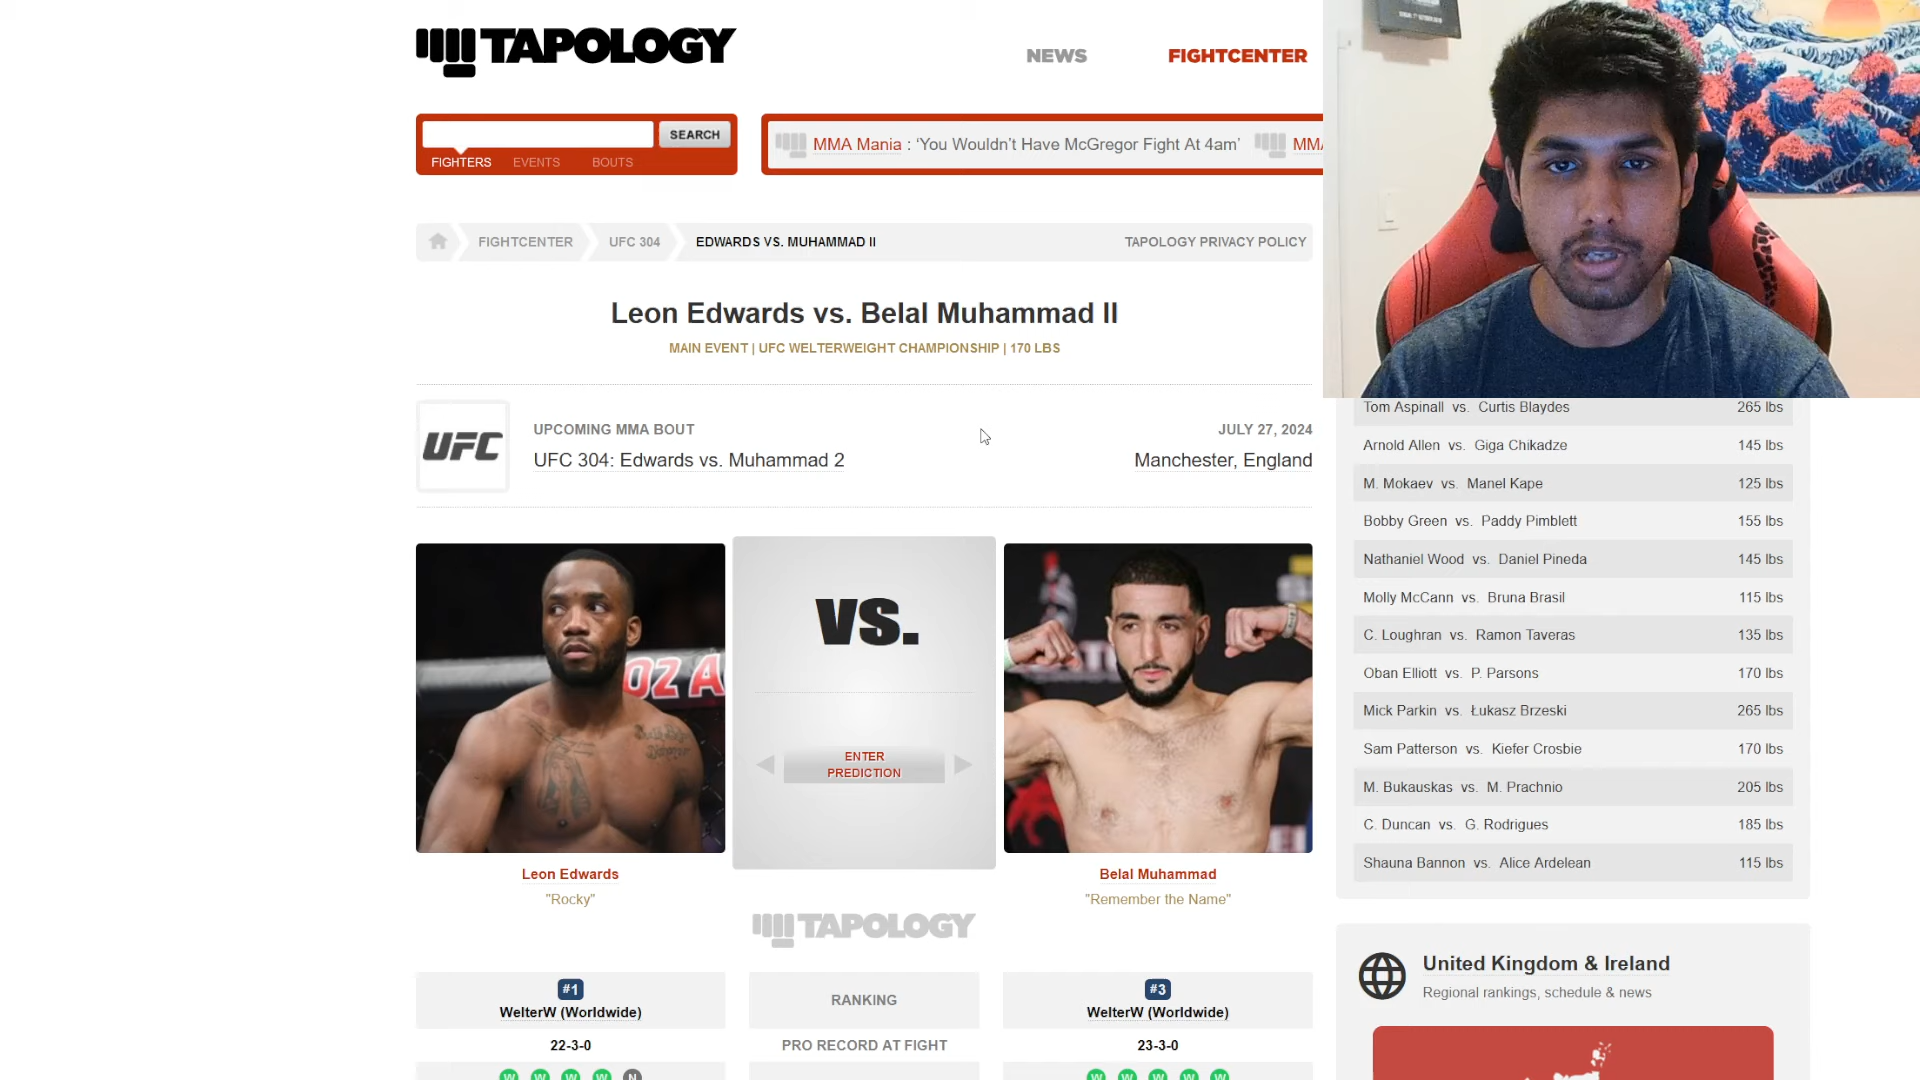 TAPOLOGY
NEWS
FIGHTCENTER
SEARCH
FIGHTERS
EVENTS
BOUTS
MMA Mania : ‘You Wouldn’t Have McGregor Fight At 4am’
MMA
FIGHTCENTER
UFC 304
EDWARDS VS. MUHAMMAD II
TAPOLOGY PRIVACY POLICY
Leon Edwards vs. Belal Muhammad II
MAIN EVENT | UFC WELTERWEIGHT CHAMPIONSHIP | 170 LBS
UFC
UPCOMING MMA BOUT
JULY 27, 2024
UFC 304: Edwards vs. Muhammad 2
Manchester, England
OZ A
VS.
ENTER
PREDICTION
Leon Edwards
"Rocky"
Belal Muhammad
"Remember the Name"
TAPOLOGY
#1
WelterW (Worldwide)
RANKING
#3
WelterW (Worldwide)
22-3-0
PRO RECORD AT FIGHT
23-3-0
W W W W N
W W W W W
Tom Aspinall vs. Curtis Blaydes 265 lbs
Arnold Allen vs. Giga Chikadze 145 lbs
M. Mokaev vs. Manel Kape 125 lbs
Bobby Green vs. Paddy Pimblett 155 lbs
Nathaniel Wood vs. Daniel Pineda 145 lbs
Molly McCann vs. Bruna Brasil 115 lbs
C. Loughran vs. Ramon Taveras 135 lbs
Oban Elliott vs. P. Parsons 170 lbs
Mick Parkin vs. Łukasz Brzeski 265 lbs
Sam Patterson vs. Kiefer Crosbie 170 lbs
M. Bukauskas vs. M. Prachnio 205 lbs
C. Duncan vs. G. Rodrigues 185 lbs
Shauna Bannon vs. Alice Ardelean 115 lbs
United Kingdom & Ireland
Regional rankings, schedule & news